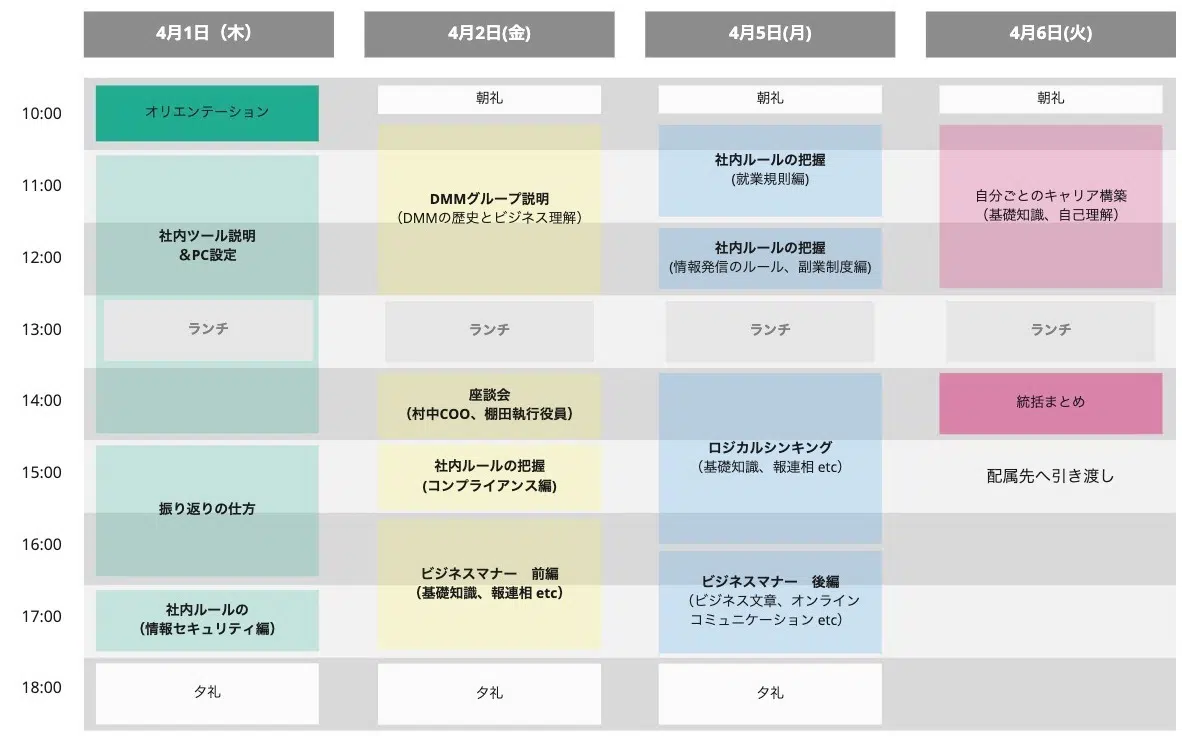 4月1日（木）
4月2日(金)
4月5日(月)
4月6日(火)
10:00
11:00
12:00
13:00
14:00
15:00
16:00
17:00
18:00
オリエンテーション
社内ツール説明
＆PC設定
ランチ
振り返りの仕方
社内ルールの
（情報セキュリティ編）
夕礼
朝礼
DMMグループ説明
（DMMの歴史とビジネス理解）
ランチ
座談会
（村中COO、棚田執行役員）
社内ルールの把握
(コンプライアンス編)
ビジネスマナー　前編
（基礎知識、報連相 etc）
夕礼
朝礼
社内ルールの把握
(就業規則編)
社内ルールの把握
(情報発信のルール、副業制度編)
ランチ
ロジカルシンキング
（基礎知識、報連相 etc）
ビジネスマナー　後編
（ビジネス文章、オンライン
コミュニケーション etc）
夕礼
朝礼
自分ごとのキャリア構築
（基礎知識、自己理解）
ランチ
統括まとめ
配属先へ引き渡し